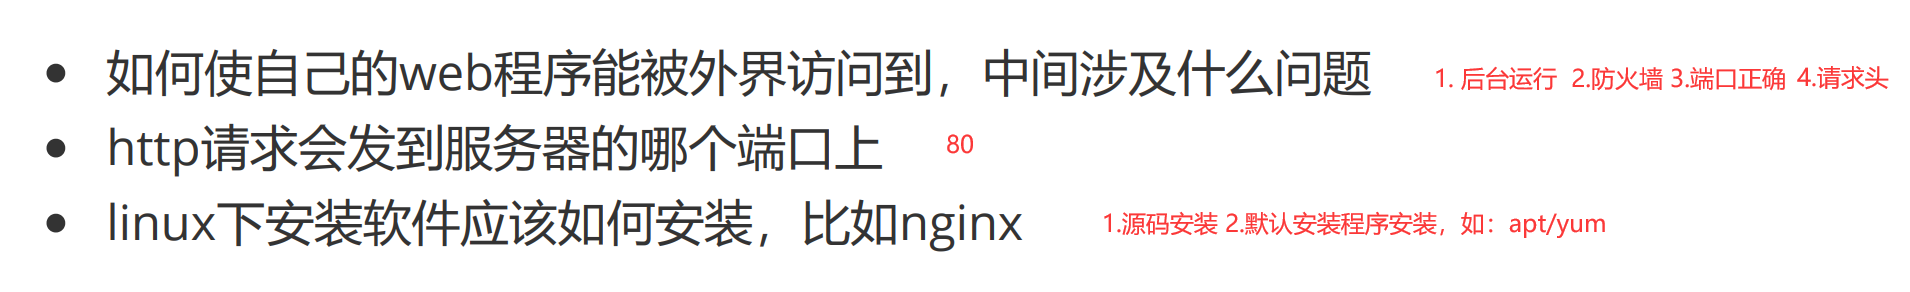 • 如何使自己的web程序能被外界访问到，中间涉及什么问题 1. 后台运行 2.防火墙 3.端口正确 4.请求头
• http请求会发到服务器的哪个端口上 80
• linux下安装软件应该如何安装，比如nginx 1.源码安装 2.默认安装程序安装，如：apt/yum